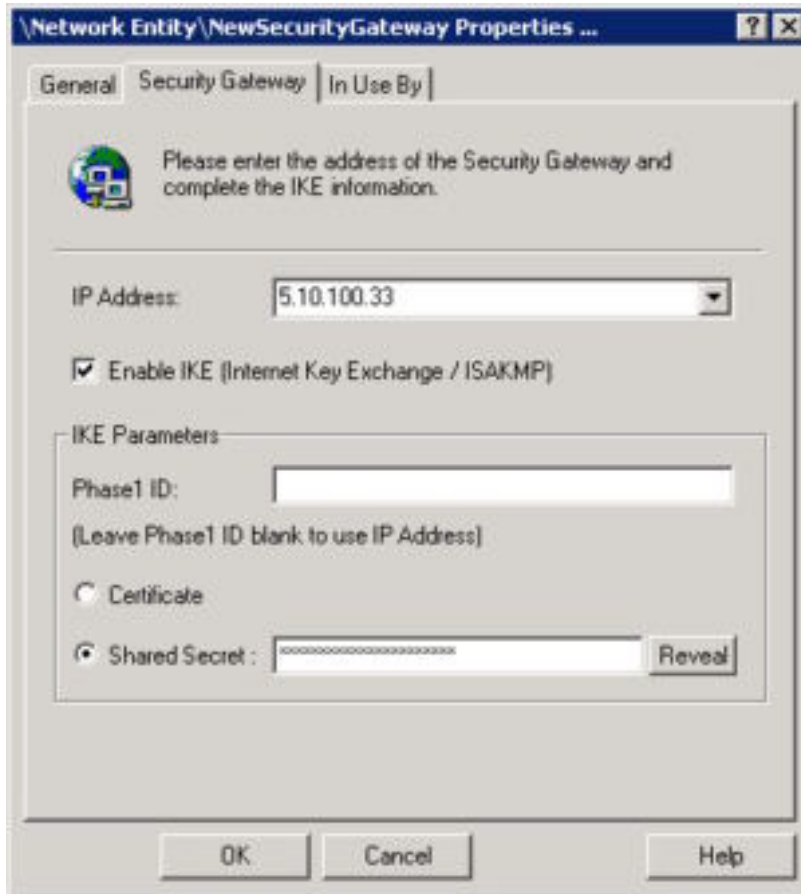 \Network Entity\NewSecurityGateway Properties ...
General
Security Gateway
In Use By
Please enter the address of the Security Gateway and
complete the IKE information.
IP Address:
5.10.100.33
Enable IKE (Internet Key Exchange / ISAKMP)
IKE Parameters
Phase1 ID:
(Leave Phase1 ID blank to use IP Address)
Certificate
Shared Secret :
Reveal
OK
Cancel
Help